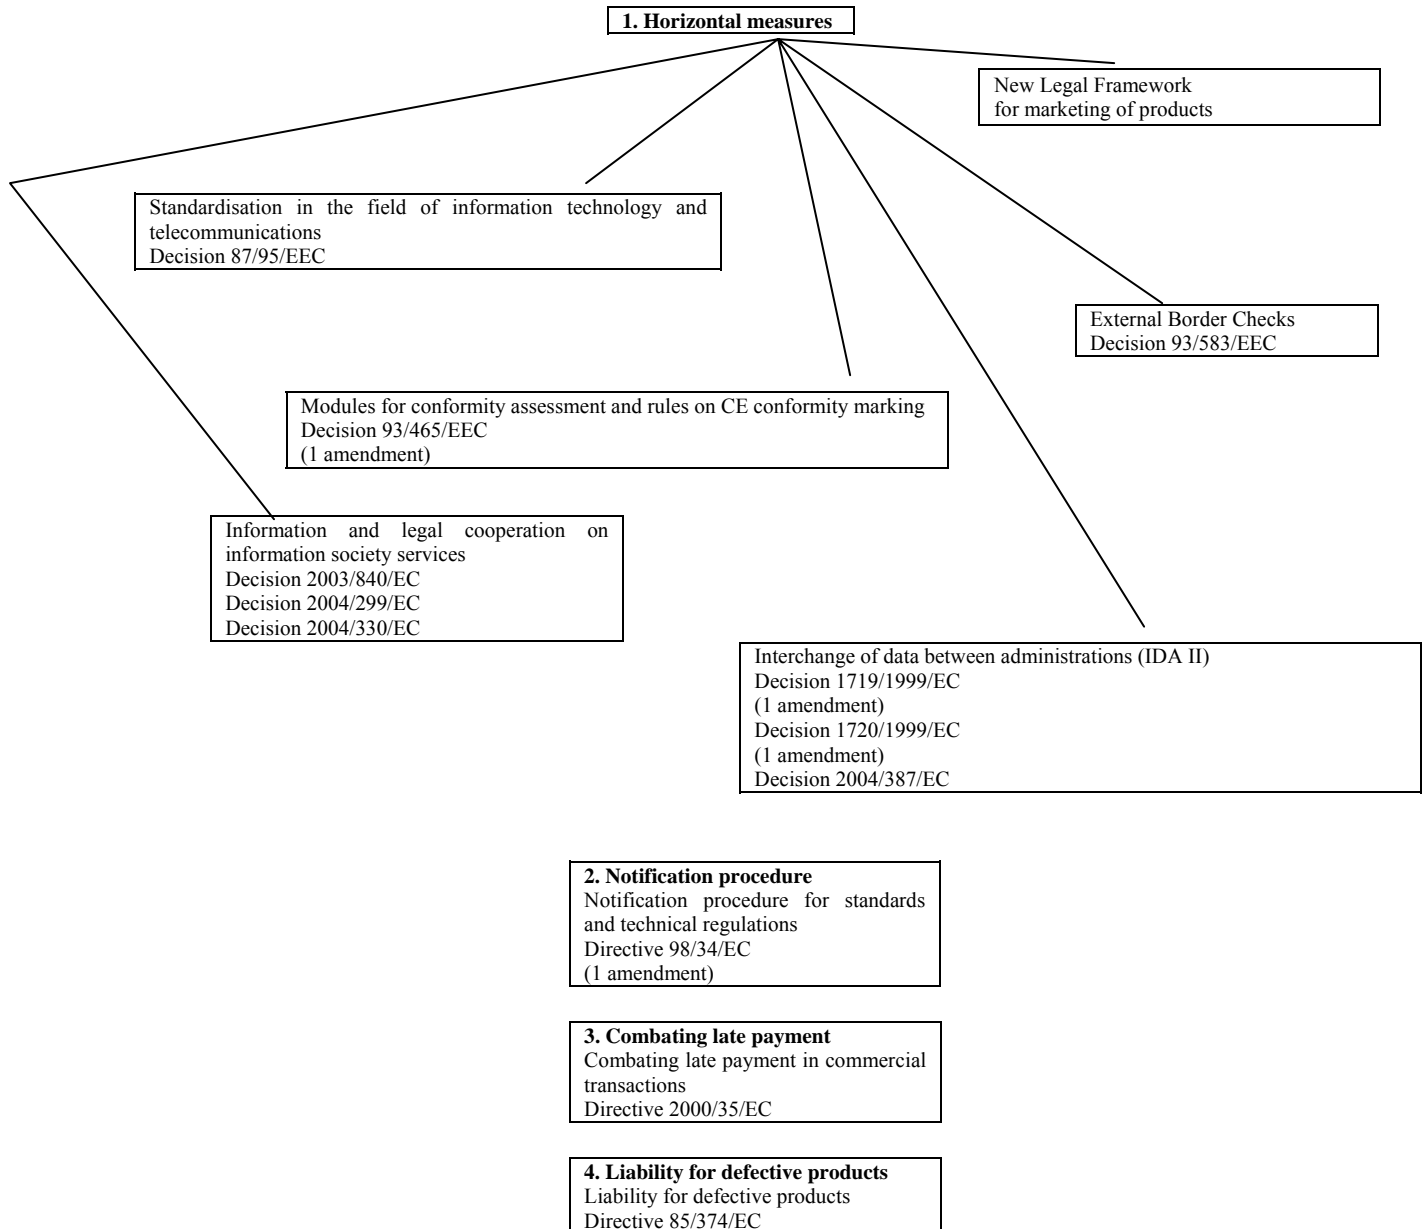 1. Horizontal measures
New Legal Framework
for marketing of products
Standardisation in the field of information technology and
telecommunications
Decision 87/95/EEC
External Border Checks
Decision 93/583/EEC
Modules for conformity assessment and rules on CE conformity marking
Decision 93/465/EEC
(1 amendment)
Information and legal cooperation on
information society services
Decision 2003/840/EC
Decision 2004/299/EC
Decision 2004/330/EC
Interchange of data between administrations (IDA II)
Decision 1719/1999/EC
(1 amendment)
Decision 1720/1999/EC
(1 amendment)
Decision 2004/387/EC
2. Notification procedure
Notification procedure for standards
and technical regulations
Directive 98/34/EC
(1 amendment)
3. Combating late payment
Combating late payment in commercial
transactions
Directive 2000/35/EC
4. Liability for defective products
Liability for defective products
Directive 85/374/EC